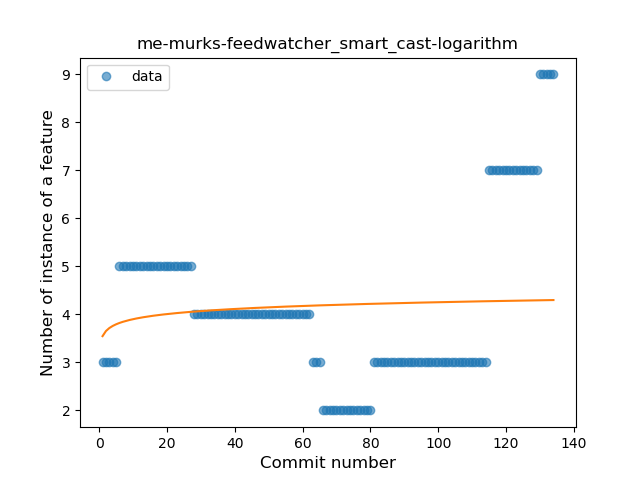 me-murks-feedwatcher_smart_cast-logarithm
data
Number of instance of a feature
9
8
7
6
5
4
3
2
0 20 40 60 80 100 120 140
Commit number